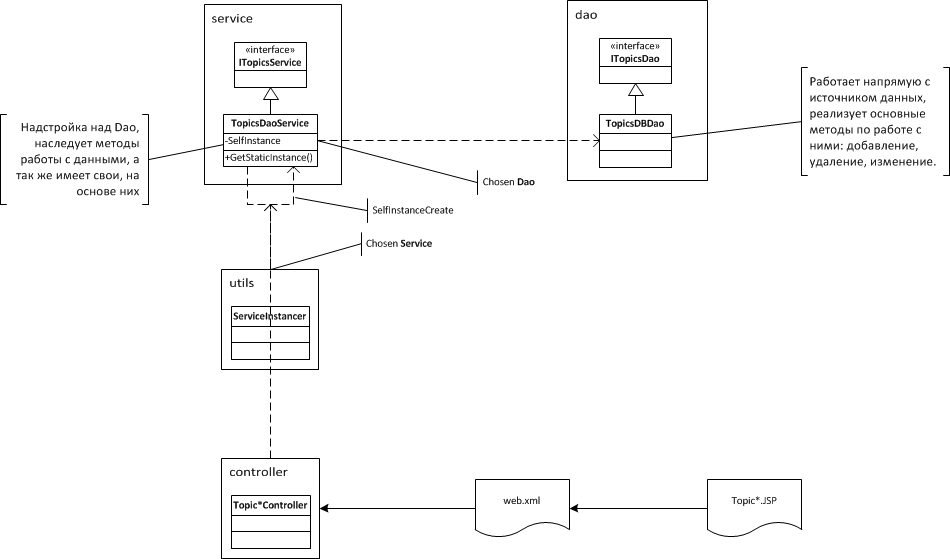 service
«interface»
ITopicsService
TopicsDaoService
-SelfInstance
+GetStaticInstance()
Надстройка над Dao,
наследует методы
работы с данными, а
так же имеет свои, на
основе них
dao
«interface»
ITopicsDao
TopicsDBDao
Работает напрямую с
источником данных,
реализует основные
методы по работе с
ними: добавление,
удаление, изменение.
Chosen Dao
SelfInstanceCreate
Chosen Service
utils
ServiceInstancer
controller
Topic*Controller
web.xml
Topic*.JSP